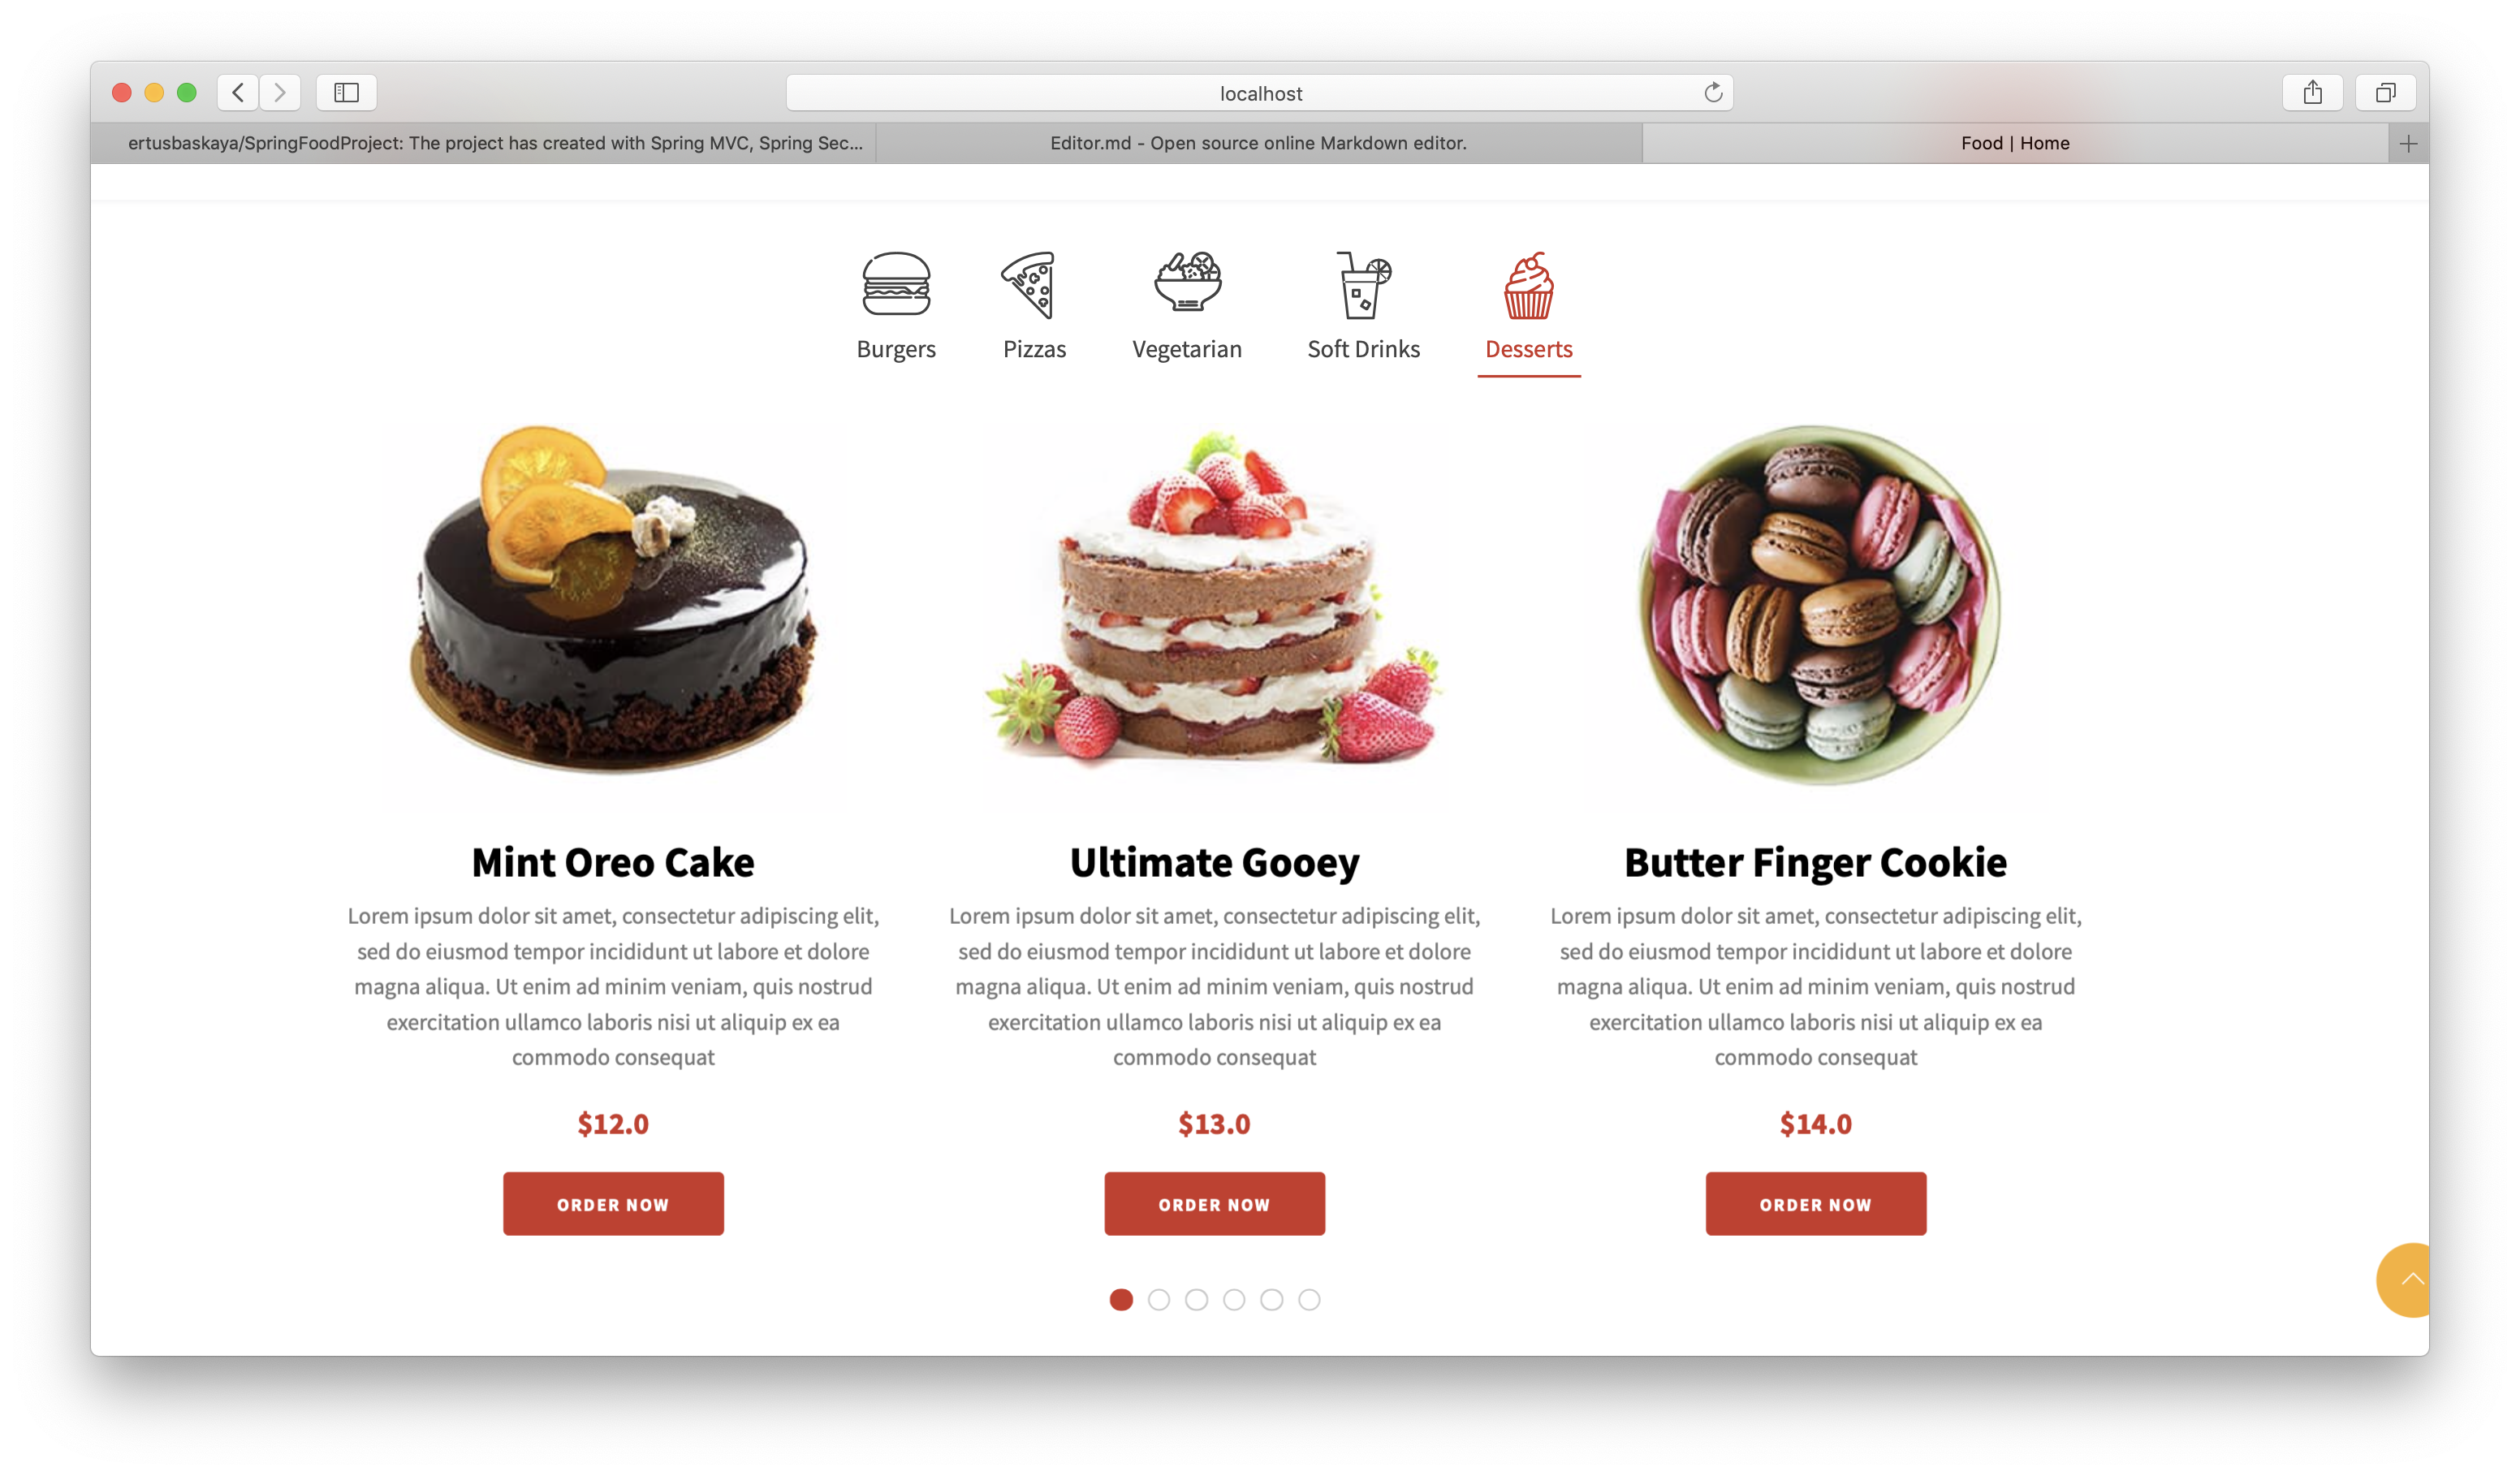 localhost
ertusbaskaya/SpringFoodProject: The project has created with Spring MVC, Spring Sec...
Editor.md - Open source online Markdown editor.
Food | Home
Burgers
Pizzas
Vegetarian
Soft Drinks
Desserts
Mint Oreo Cake
Lorem ipsum dolor sit amet, consectetur adipiscing elit,
sed do eiusmod tempor incididunt ut labore et dolore
magna aliqua. Ut enim ad minim veniam, quis nostrud
exercitation ullamco laboris nisi ut aliquip ex ea
commodo consequat
$12.0
ORDER NOW
Ultimate Gooey
Lorem ipsum dolor sit amet, consectetur adipiscing elit,
sed do eiusmod tempor incididunt ut labore et dolore
magna aliqua. Ut enim ad minim veniam, quis nostrud
exercitation ullamco laboris nisi ut aliquip ex ea
commodo consequat
$13.0
ORDER NOW
Butter Finger Cookie
Lorem ipsum dolor sit amet, consectetur adipiscing elit,
sed do eiusmod tempor incididunt ut labore et dolore
magna aliqua. Ut enim ad minim veniam, quis nostrud
exercitation ullamco laboris nisi ut aliquip ex ea
commodo consequat
$14.0
ORDER NOW